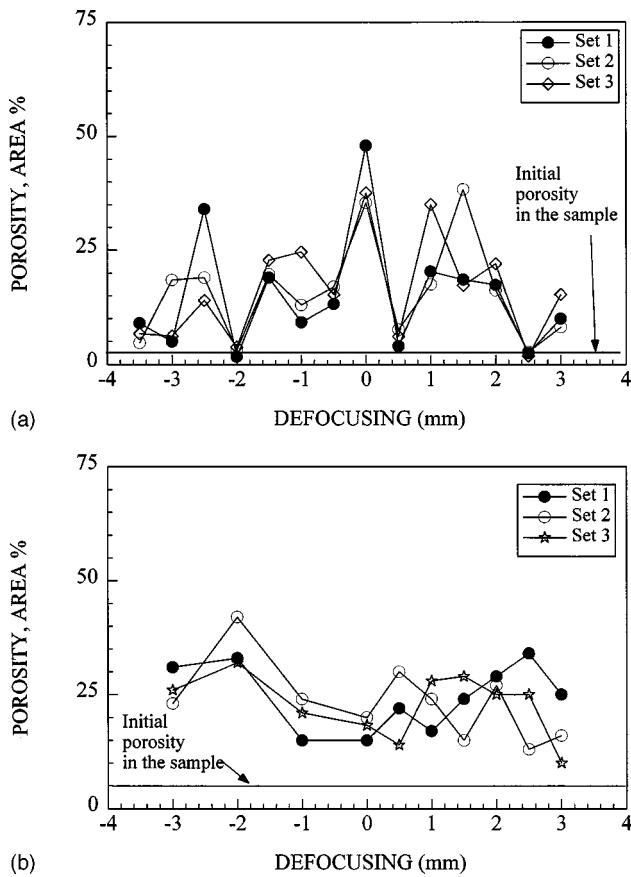 75
50
25
0
POROSITY, AREA %
Set 1
Set 2
Set 3
Initial
porosity
in the sample
-4 -3 -2 -1 0 1 2 3 4
DEFOCUSING (mm)
(a)
75
50
25
0
POROSITY, AREA %
Set 1
Set 2
Set 3
Initial
porosity
in the sample
-4 -3 -2 -1 0 1 2 3 4
DEFOCUSING (mm)
(b)